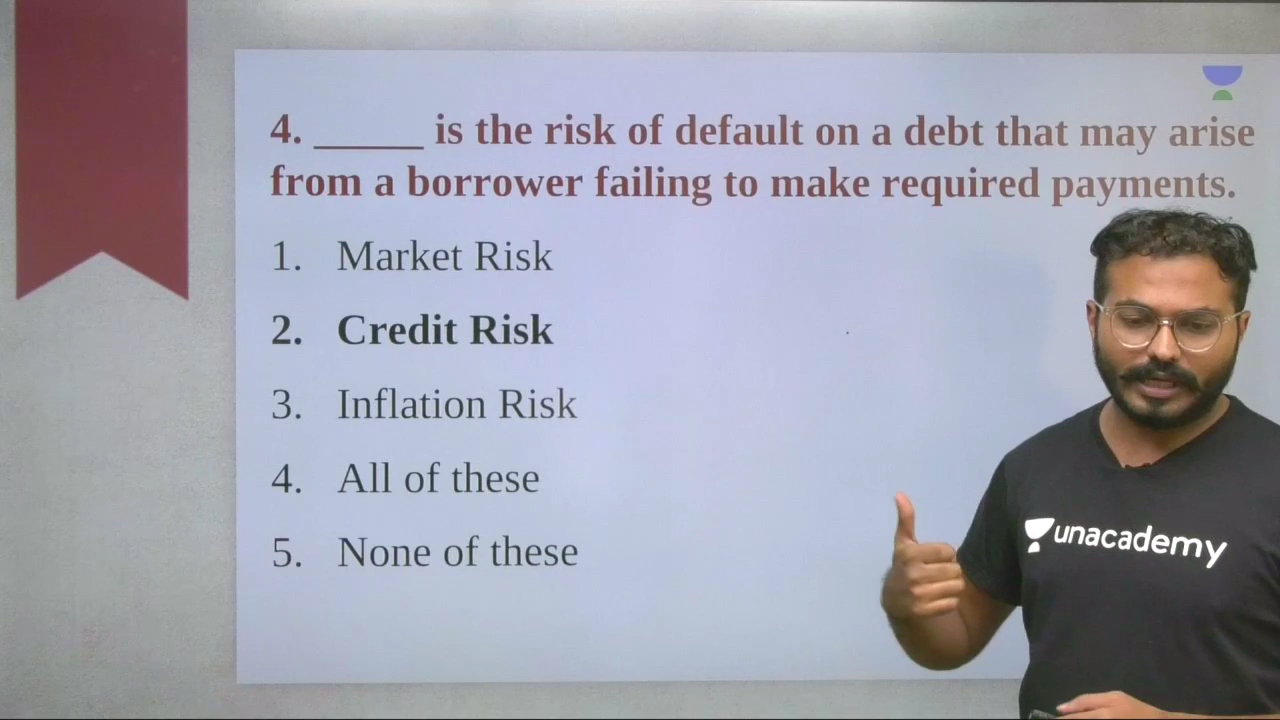 4. _____ is the risk of default on a debt that may arise
from a borrower failing to make required payments.
1. Market Risk
2. Credit Risk
3. Inflation Risk
4. All of these
5. None of these
unacademy